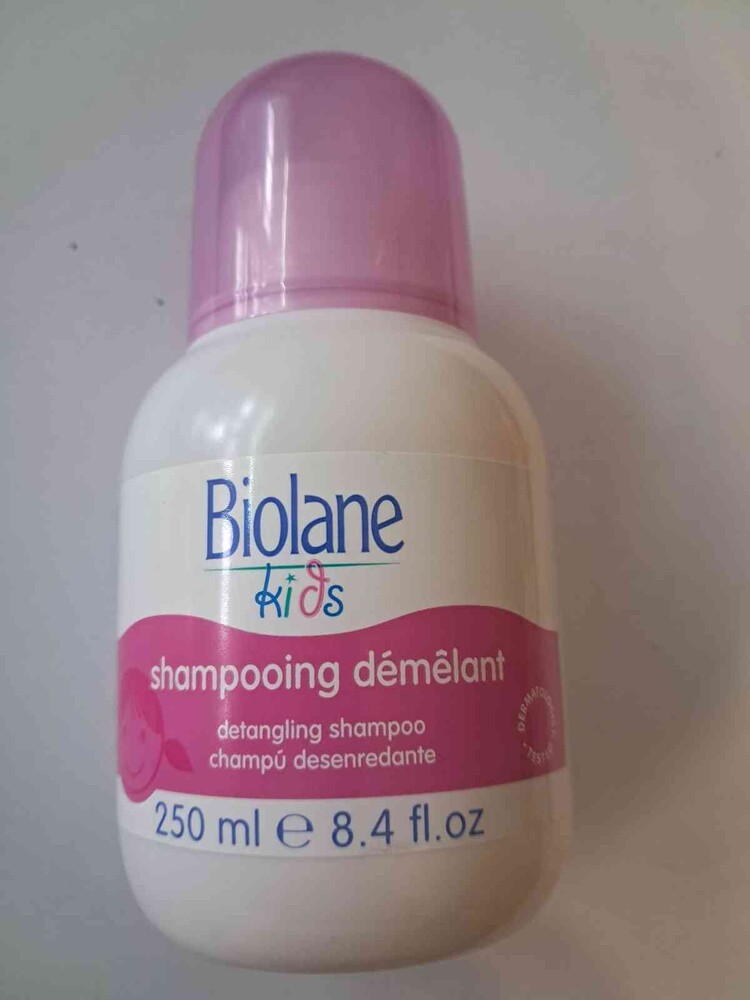 Biolane
kids
shampooing démêlant
detangling shampoo
champú desenredante
250 ml e 8.4 fl.oz